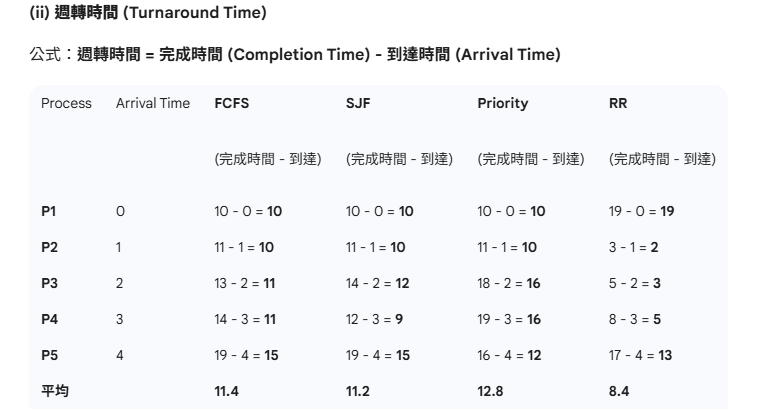 (ii) 週轉時間 (Turnaround Time)
公式：週轉時間 = 完成時間 (Completion Time) - 到達時間 (Arrival Time)
Process Arrival Time FCFS SJF Priority RR
(完成時間 - 到達) (完成時間 - 到達) (完成時間 - 到達) (完成時間 - 到達)
P1 0 10 - 0 = 10 10 - 0 = 10 10 - 0 = 10 19 - 0 = 19
P2 1 11 - 1 = 10 11 - 1 = 10 11 - 1 = 10 3 - 1 = 2
P3 2 13 - 2 = 11 14 - 2 = 12 18 - 2 = 16 5 - 2 = 3
P4 3 14 - 3 = 11 12 - 3 = 9 19 - 3 = 16 8 - 3 = 5
P5 4 19 - 4 = 15 19 - 4 = 15 16 - 4 = 12 17 - 4 = 13
平均 11.4 11.2 12.8 8.4